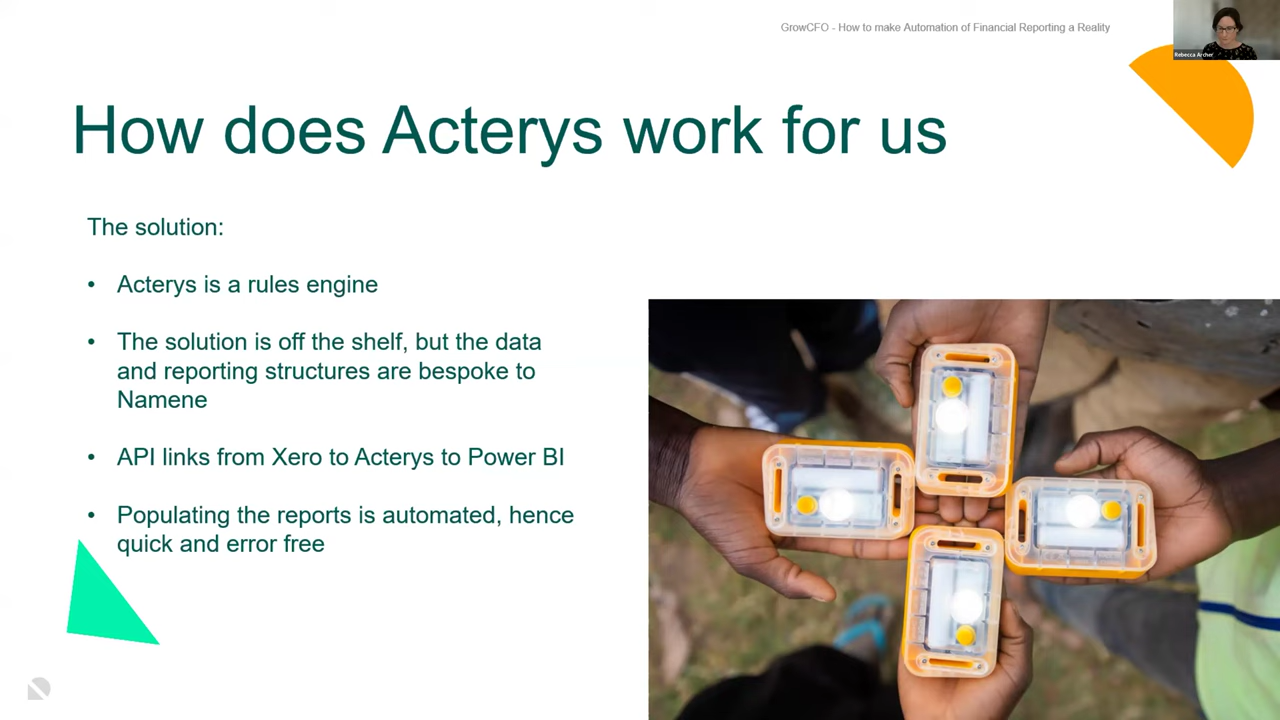 GrowCFO - How to make Automation of Financial Reporting a Reality
Rebecca Archer
How does Acterys work for us
The solution:
• Acterys is a rules engine
• The solution is off the shelf, but the data
and reporting structures are bespoke to
Namene
• API links from Xero to Acterys to Power BI
• Populating the reports is automated, hence
quick and error free